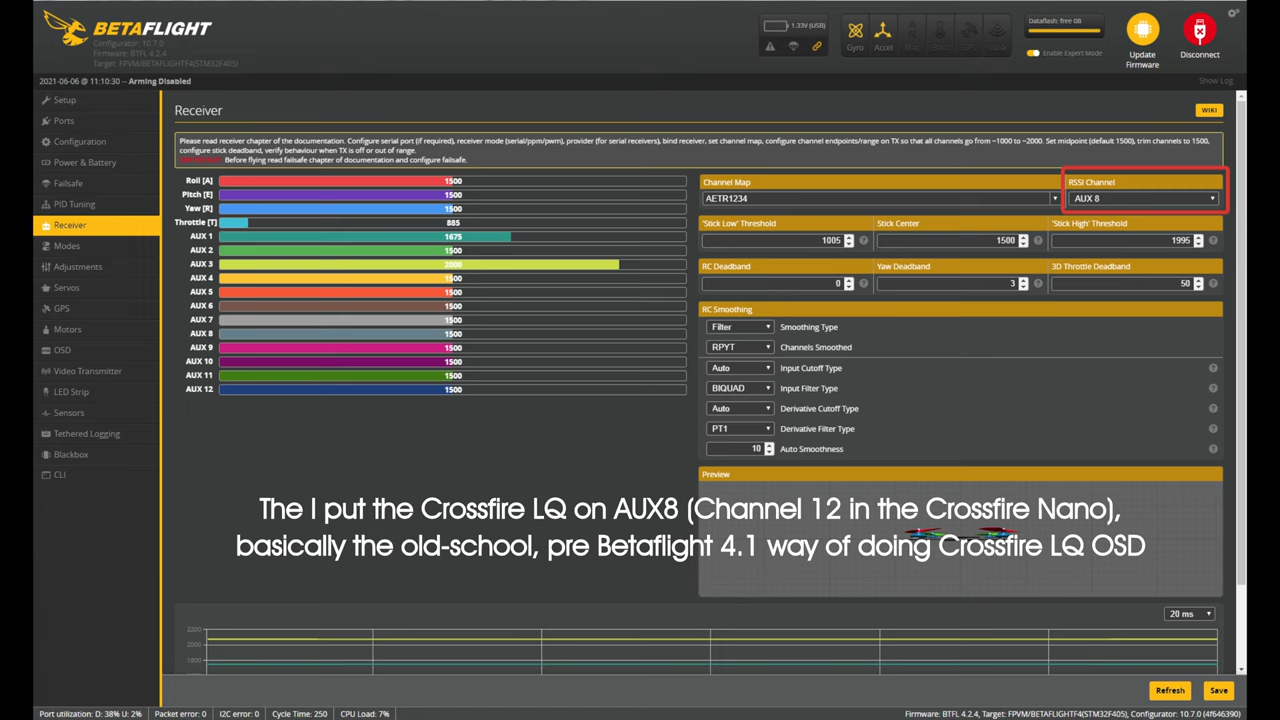 BETAFLIGHT
Configurator: 10.7.0
Firmware: BTFL 4.2.4
Target: FPVM/BETAFLIGHTF4(STM32F405)
1.33V (USB)
Gyro
Accel
Dataflash: free 0B
Enable Expert Mode
Update Firmware
Disconnect
2021-06-06 @ 11:10:30 -- Arming Disabled
Show Log
Setup
Ports
Configuration
Power & Battery
Failsafe
PID Tuning
Receiver
Modes
Adjustments
Servos
GPS
Motors
OSD
Video Transmitter
LED Strip
Sensors
Tethered Logging
Blackbox
CLI
Receiver
WIKI
Please read receiver chapter of the documentation. Configure serial port (if required), receiver mode (serial/ppm/pwm), provider (for serial receivers), bind receiver, set channel map, configure channel endpoints/range on TX so that all channels go from ~1000 to ~2000. Set midpoint (default 1500), trim channels to 1500,
configure stick deadband, verify behaviour when TX is off or out of range.
Before flying read failsafe chapter of documentation and configure failsafe.
Roll [A] 1500
Pitch [E] 1500
Yaw [R] 1500
Throttle [T] 885
AUX 1 1675
AUX 2 1500
AUX 3 2000
AUX 4 1500
AUX 5 1500
AUX 6 1500
AUX 7 1500
AUX 8 1500
AUX 9 1500
AUX 10 1500
AUX 11 1500
AUX 12 1500
Channel Map
AETR1234
RSSI Channel
AUX 8
'Stick Low' Threshold
1005
Stick Center
1500
'Stick High' Threshold
1995
RC Deadband
0
Yaw Deadband
3
3D Throttle Deadband
50
RC Smoothing
Filter Smoothing Type
RPYT Channels Smoothed
Auto Input Cutoff Type
BIQUAD Input Filter Type
Auto Derivative Cutoff Type
PT1 Derivative Filter Type
10 Auto Smoothness
Preview
The I put the Crossfire LQ on AUX8 (Channel 12 in the Crossfire Nano),
basically the old-school, pre Betaflight 4.1 way of doing Crossfire LQ OSD
20 ms
2200
2000
1800
Refresh
Save
Port utilization: D: 38% U: 2%
Packet error: 0
I2C error: 0
Cycle Time: 250
CPU Load: 7%
Firmware: BTFL 4.2.4, Target: FPVM/BETAFLIGHTF4(STM32F405), Configurator: 10.7.0 (4f646390)